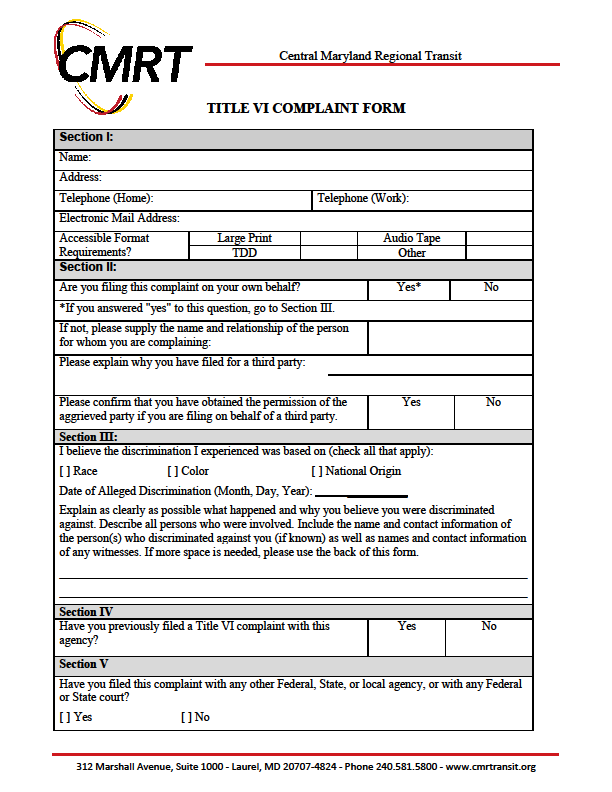 CMRT
Central Maryland Regional Transit
TITLE VI COMPLAINT FORM
Section I:
Name:
Address:
Telephone (Home): Telephone (Work):
Electronic Mail Address:
Accessible Format Large Print Audio Tape
Requirements? TDD Other
Section II:
Are you filing this complaint on your own behalf? Yes* No
*If you answered "yes" to this question, go to Section III.
If not, please supply the name and relationship of the person
for whom you are complaining:
Please explain why you have filed for a third party:
Please confirm that you have obtained the permission of the Yes No
aggrieved party if you are filing on behalf of a third party.
Section III:
I believe the discrimination I experienced was based on (check all that apply):
[ ] Race [ ] Color [ ] National Origin
Date of Alleged Discrimination (Month, Day, Year):
Explain as clearly as possible what happened and why you believe you were discriminated
against. Describe all persons who were involved. Include the name and contact information of
the person(s) who discriminated against you (if known) as well as names and contact information
of any witnesses. If more space is needed, please use the back of this form.
Section IV
Have you previously filed a Title VI complaint with this Yes No
agency?
Section V
Have you filed this complaint with any other Federal, State, or local agency, or with any Federal
or State court?
[ ] Yes [ ] No
312 Marshall Avenue, Suite 1000 - Laurel, MD 20707-4824 - Phone 240.581.5800 - www.cmrtransit.org